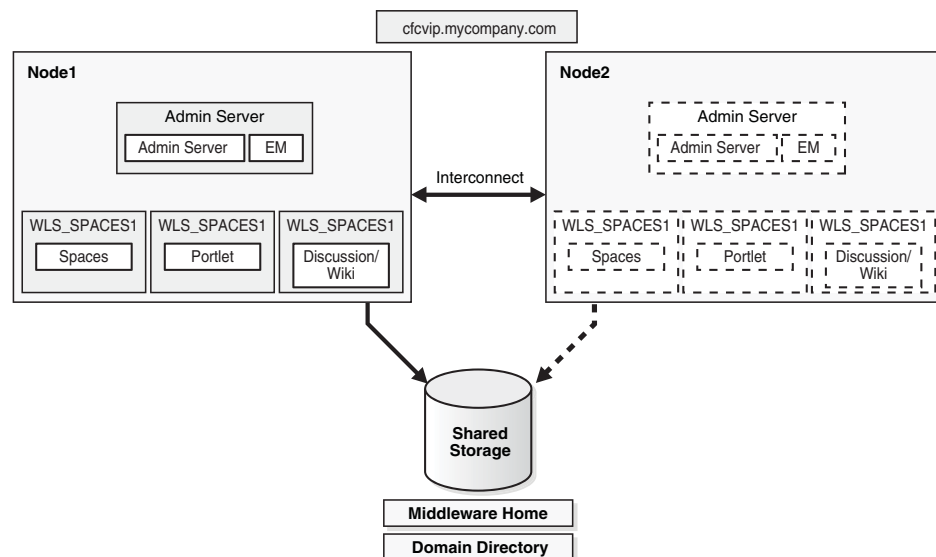 cfcvip.mycompany.com
Node1
Admin Server
Admin Server
EM
WLS_SPACES1
Spaces
WLS_SPACES1
Portlet
WLS_SPACES1
Discussion/
Wiki
Interconnect
Node2
Admin Server
Admin Server
EM
WLS_SPACES1
Spaces
WLS_SPACES1
Portlet
WLS_SPACES1
Discussion/
Wiki
Shared
Storage
Middleware Home
Domain Directory